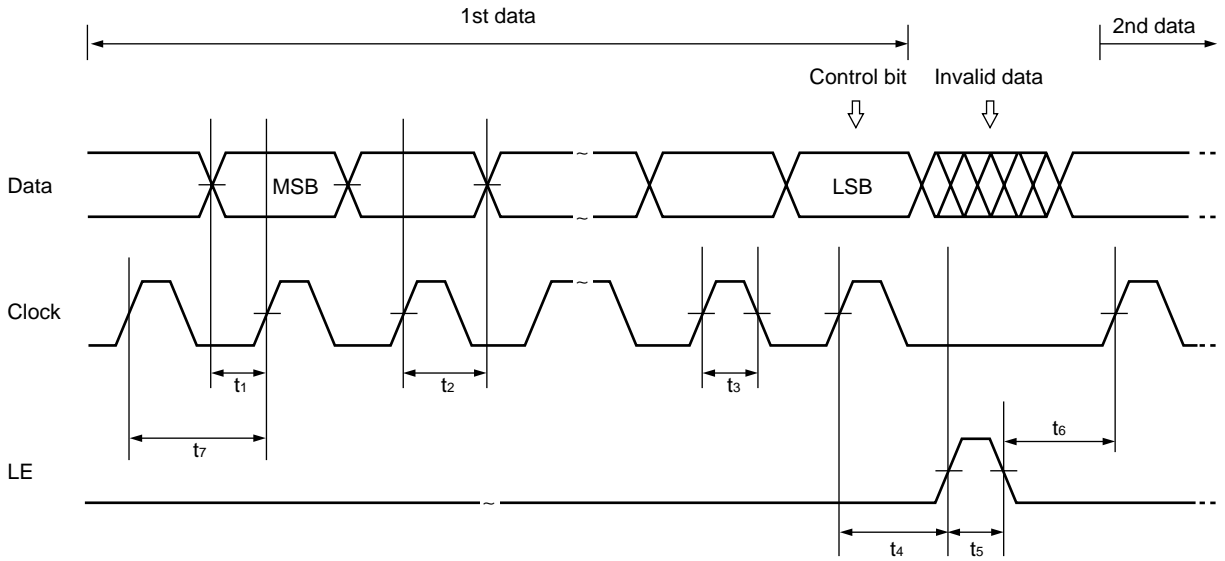 1st data
2nd data
Control bit
Invalid data
Data
MSB
LSB
Clock
t1
t2
t3
t7
t6
LE
t4
t5